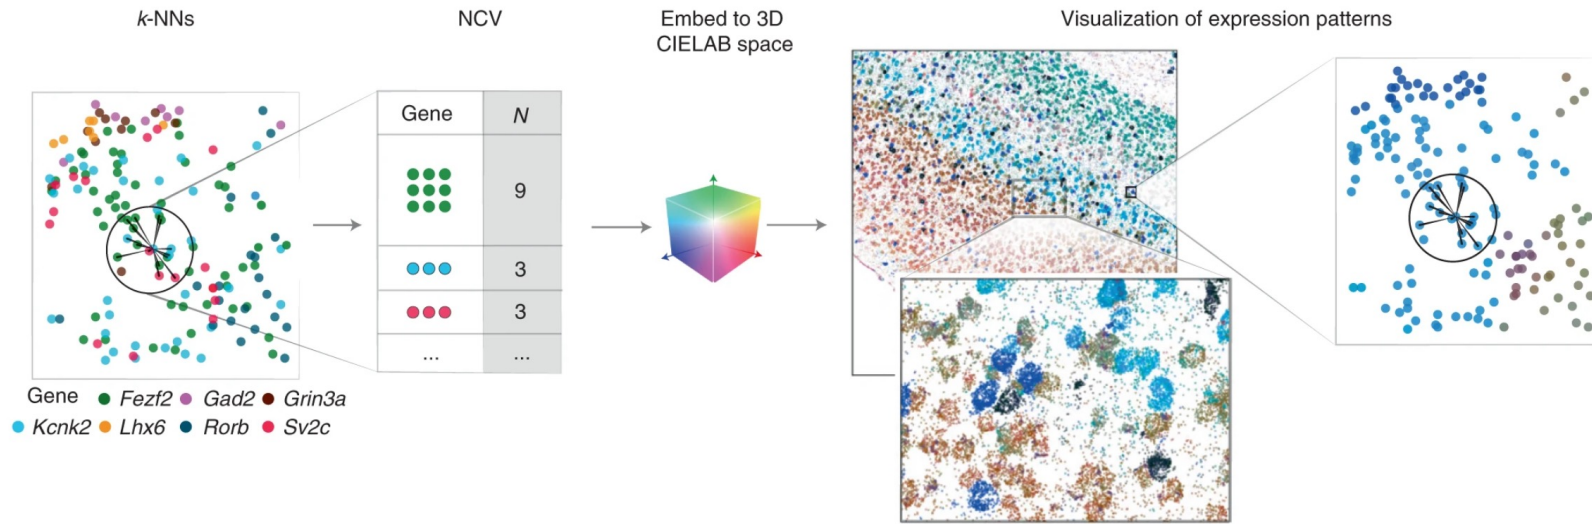 k-NNs
NCV
Embed to 3D
CIELAB space
Visualization of expression patterns
Gene N
9
3
3
... ...
Gene Fezf2 Gad2 Grin3a
Kcnk2 Lhx6 Rorb Sv2c